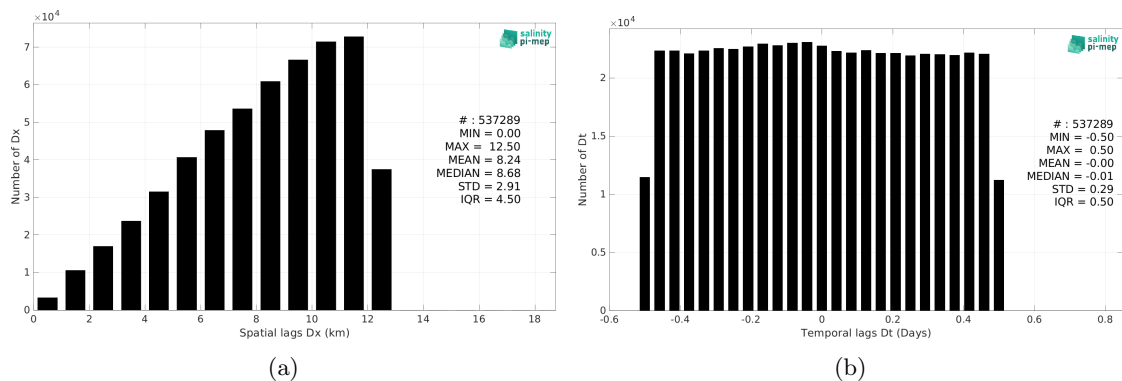 ×10⁴
7
6
5
4
3
2
1
0
Number of Dx
0 2 4 6 8 10 12 14 16 18
Spatial lags Dx (km)
salinity
pi-mep
# : 537289
MIN = 0.00
MAX = 12.50
MEAN = 8.24
MEDIAN = 8.68
STD = 2.91
IQR = 4.50
(a)
×10⁴
2
1.5
1
0.5
0
Number of Dt
-0.6 -0.4 -0.2 0 0.2 0.4 0.6 0.8
Temporal lags Dt (Days)
salinity
pi-mep
# : 537289
MIN = -0.50
MAX = 0.50
MEAN = -0.00
MEDIAN = -0.01
STD = 0.29
IQR = 0.50
(b)